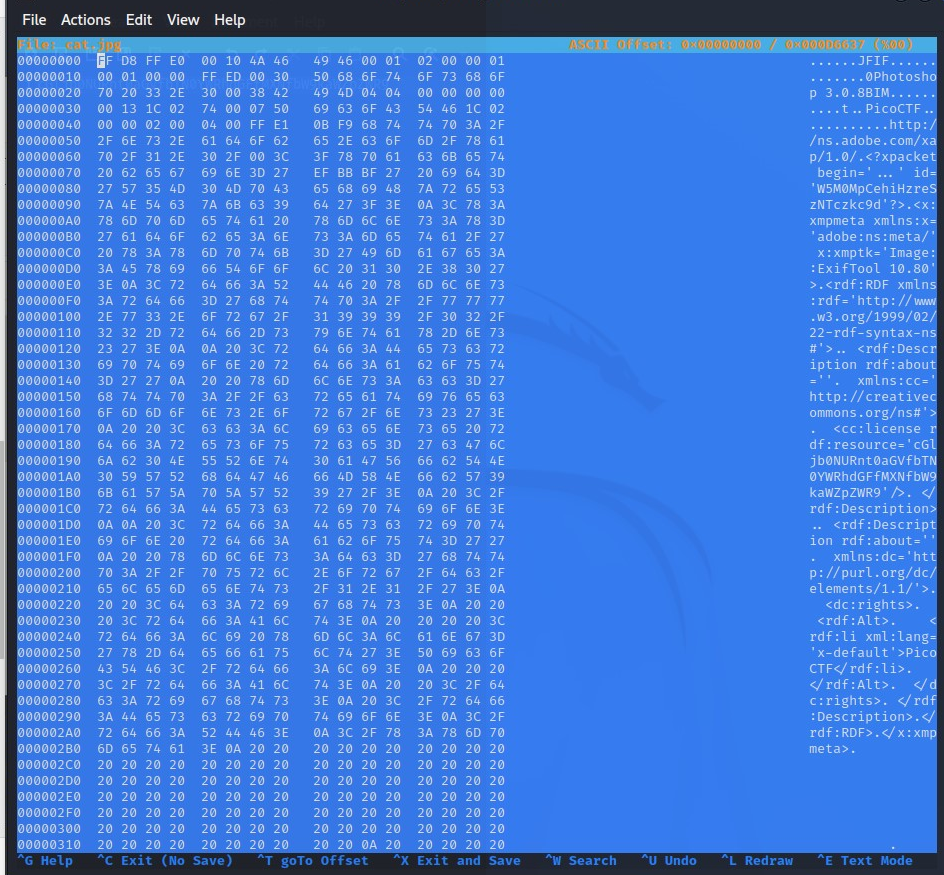 File Actions Edit View Help
File: cat.jpg ASCII Offset: 0x00000000 / 0x000D6637 (%00)
00000000 FF D8 FF E0 00 10 4A 46 49 46 00 01 02 00 00 01 ......JFIF......
00000010 00 01 00 00 FF ED 00 30 50 68 6F 74 6F 73 68 6F .......0Photosho
00000020 70 20 33 2E 30 00 38 42 49 4D 04 04 00 00 00 00 p 3.0.8BIM......
00000030 00 13 1C 02 74 00 07 50 69 63 6F 43 54 46 1C 02 ....t..PicoCTF..
00000040 00 00 02 00 04 00 FF E1 0B F9 68 74 74 70 3A 2F ..........http:/
00000050 2F 6E 73 2E 61 64 6F 62 65 2E 63 6F 6D 2F 78 61 /ns.adobe.com/xa
00000060 70 2F 31 2E 30 2F 00 3C 3F 78 70 61 63 6B 65 74 p/1.0/.<?xpacket
00000070 20 62 65 67 69 6E 3D 27 EF BB BF 27 20 69 64 3D  begin='...' id=
00000080 27 57 35 4D 30 4D 70 43 65 68 69 48 7A 72 65 53 'W5M0MpCehiHzreS
00000090 7A 4E 54 63 7A 6B 63 39 64 27 3F 3E 0A 3C 78 3A zNTczkc9d'?>.<x:
000000A0 78 6D 70 6D 65 74 61 20 78 6D 6C 6E 73 3A 78 3D xmpmeta xmlns:x=
000000B0 27 61 64 6F 62 65 3A 6E 73 3A 6D 65 74 61 2F 27 'adobe:ns:meta/'
000000C0 20 78 3A 78 6D 70 74 6B 3D 27 49 6D 61 67 65 3A  x:xmptk='Image:
000000D0 3A 45 78 69 66 54 6F 6F 6C 20 31 30 2E 38 30 27 :ExifTool 10.80'
000000E0 3E 0A 3C 72 64 66 3A 52 44 46 20 78 6D 6C 6E 73 >.<rdf:RDF xmlns
000000F0 3A 72 64 66 3D 27 68 74 74 70 3A 2F 2F 77 77 77 :rdf='http://www
00000100 2E 77 33 2E 6F 72 67 2F 31 39 39 39 2F 30 32 2F .w3.org/1999/02/
00000110 32 32 2D 72 64 66 2D 73 79 6E 74 61 78 2D 6E 73 22-rdf-syntax-ns
00000120 23 27 3E 0A 0A 20 3C 72 64 66 3A 44 65 73 63 72 #'>.. <rdf:Descr
00000130 69 70 74 69 6F 6E 20 72 64 66 3A 61 62 6F 75 74 iption rdf:about
00000140 3D 27 27 0A 20 20 78 6D 6C 6E 73 3A 63 63 3D 27 =''.  xmlns:cc='
00000150 68 74 74 70 3A 2F 2F 63 72 65 61 74 69 76 65 63 http://creativec
00000160 6F 6D 6D 6F 6E 73 2E 6F 72 67 2F 6E 73 23 27 3E ommons.org/ns#'>
00000170 0A 20 20 3C 63 63 3A 6C 69 63 65 6E 73 65 20 72 .  <cc:license r
00000180 64 66 3A 72 65 73 6F 75 72 63 65 3D 27 63 47 6C df:resource='cGl
00000190 6A 62 30 4E 55 52 6E 74 30 61 47 56 66 62 54 4E jb0NURnt0aGVfbTN
000001A0 30 59 57 52 68 64 47 46 66 4D 58 4E 66 62 57 39 0YWRhdGFfMXNfbW9
000001B0 6B 61 57 5A 70 5A 57 52 39 27 2F 3E 0A 20 3C 2F kaWZpZWR9'/>. </
000001C0 72 64 66 3A 44 65 73 63 72 69 70 74 69 6F 6E 3E rdf:Description>
000001D0 0A 0A 20 3C 72 64 66 3A 44 65 73 63 72 69 70 74 .. <rdf:Descript
000001E0 69 6F 6E 20 72 64 66 3A 61 62 6F 75 74 3D 27 27 ion rdf:about=''
000001F0 0A 20 20 78 6D 6C 6E 73 3A 64 63 3D 27 68 74 74 .  xmlns:dc='htt
00000200 70 3A 2F 2F 70 75 72 6C 2E 6F 72 67 2F 64 63 2F p://purl.org/dc/
00000210 65 6C 65 6D 65 6E 74 73 2F 31 2E 31 2F 27 3E 0A elements/1.1/'>.
00000220 20 20 3C 64 63 3A 72 69 67 68 74 73 3E 0A 20 20   <dc:rights>.
00000230 20 3C 72 64 66 3A 41 6C 74 3E 0A 20 20 20 20 3C  <rdf:Alt>.    <
00000240 72 64 66 3A 6C 69 20 78 6D 6C 3A 6C 61 6E 67 3D rdf:li xml:lang=
00000250 27 78 2D 64 65 66 61 75 6C 74 27 3E 50 69 63 6F 'x-default'>Pico
00000260 43 54 46 3C 2F 72 64 66 3A 6C 69 3E 0A 20 20 20 CTF</rdf:li>.
00000270 3C 2F 72 64 66 3A 41 6C 74 3E 0A 20 20 3C 2F 64 </rdf:Alt>.  </d
00000280 63 3A 72 69 67 68 74 73 3E 0A 20 3C 2F 72 64 66 c:rights>. </rdf
00000290 3A 44 65 73 63 72 69 70 74 69 6F 6E 3E 0A 3C 2F :Description>.</
000002A0 72 64 66 3A 52 44 46 3E 0A 3C 2F 78 3A 78 6D 70 rdf:RDF>.</x:xmp
000002B0 6D 65 74 61 3E 0A 20 20 20 20 20 20 20 20 20 20 meta>.
000002C0 20 20 20 20 20 20 20 20 20 20 20 20 20 20 20 20
000002D0 20 20 20 20 20 20 20 20 20 20 20 20 20 20 20 20
000002E0 20 20 20 20 20 20 20 20 20 20 20 20 20 20 20 20
000002F0 20 20 20 20 20 20 20 20 20 20 20 20 20 20 20 20
00000300 20 20 20 20 20 20 20 20 20 20 20 20 20 20 20 20
00000310 20 20 20 20 20 20 20 20 20 20 0A 20 20 20 20 20 .
^G Help ^C Exit (No Save) ^T goTo Offset ^X Exit and Save ^W Search ^U Undo ^L Redraw ^E Text Mode